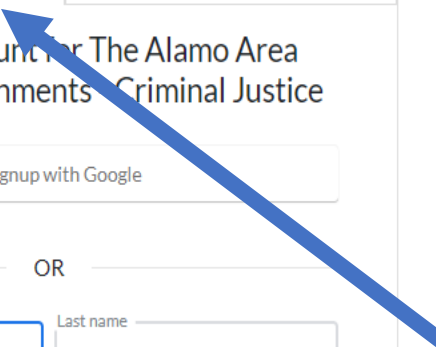 unt for The Alamo Area
nments - Criminal Justice
gnup with Google
OR
Last name